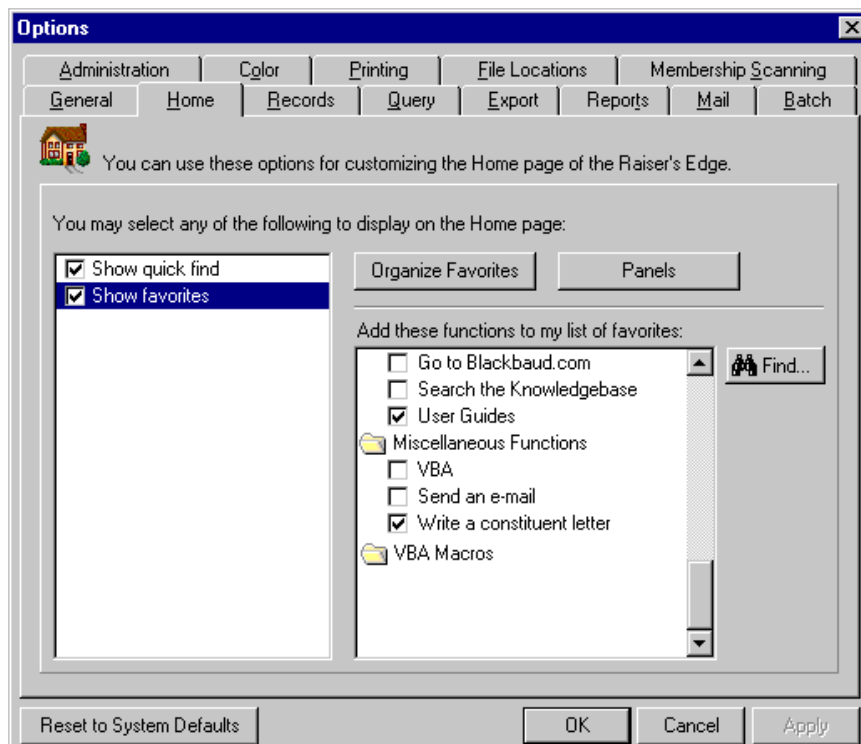 Options
Administration
Color
Printing
File Locations
Membership Scanning
General
Home
Records
Query
Export
Reports
Mail
Batch
You can use these options for customizing the Home page of the Raiser's Edge.
You may select any of the following to display on the Home page:
Show quick find
Show favorites
Organize Favorites
Panels
Add these functions to my list of favorites:
Go to Blackbaud.com
Search the Knowledgebase
User Guides
Miscellaneous Functions
VBA
Send an e-mail
Write a constituent letter
VBA Macros
Find...
Reset to System Defaults
OK
Cancel
Apply